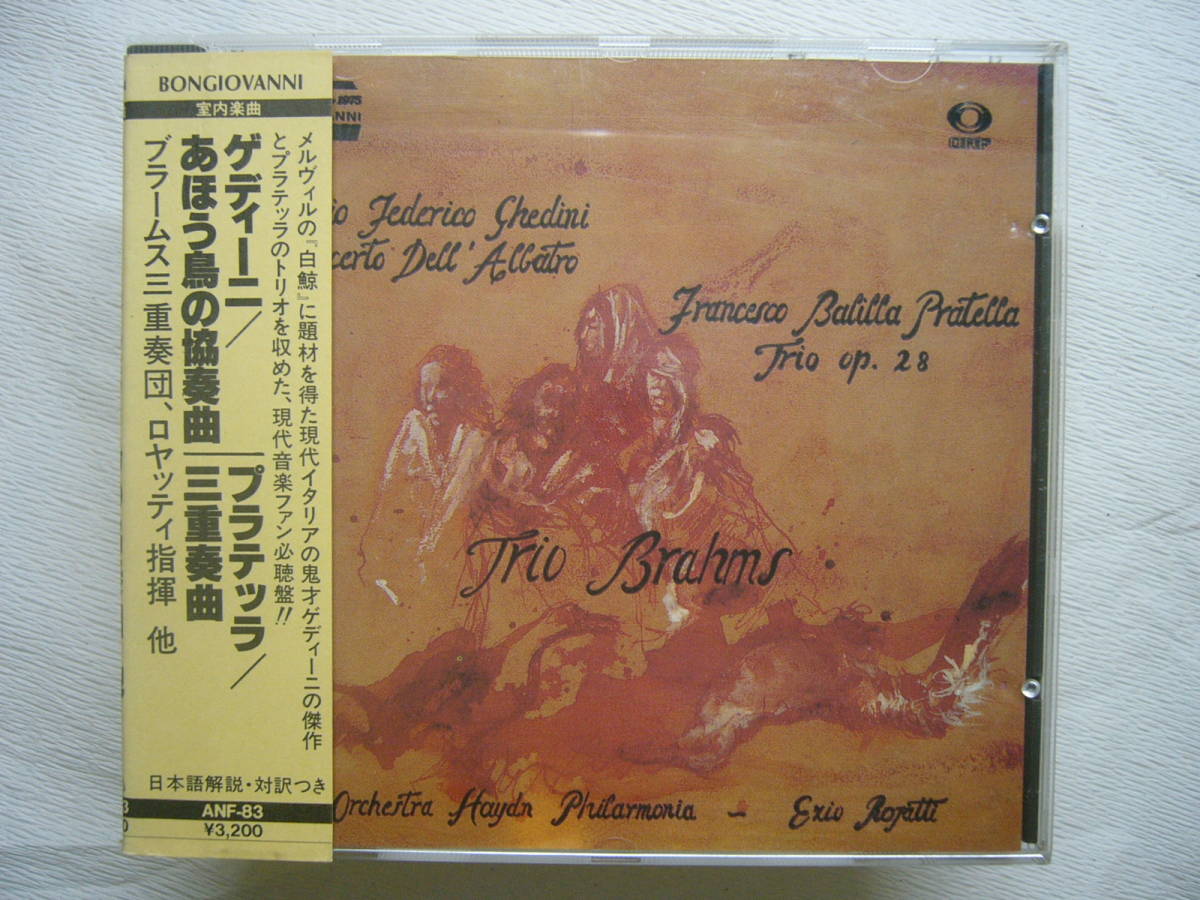 BONGIOVANNI
室内楽曲
メルヴィルの『白鯨』に題材を得た現代イタリアの鬼才ゲディーニの傑作
とプラテッラのトリオを収めた、現代音楽ファン必聴盤!!
ゲディーニ/
あほう鳥の協奏曲
プラテッラ/
三重奏曲
ブラームス三重奏団、ロヤッティ指揮 他
日本語解説・対訳つき
ANF-83
¥3,200
1975
ANNI
io Federico Ghedini
certo Dell' Albatro
Francesco Balilla Pratella
Trio op. 28
Trio Brahms
Orchestra Haydn Philarmonia - Ezio Rojatti